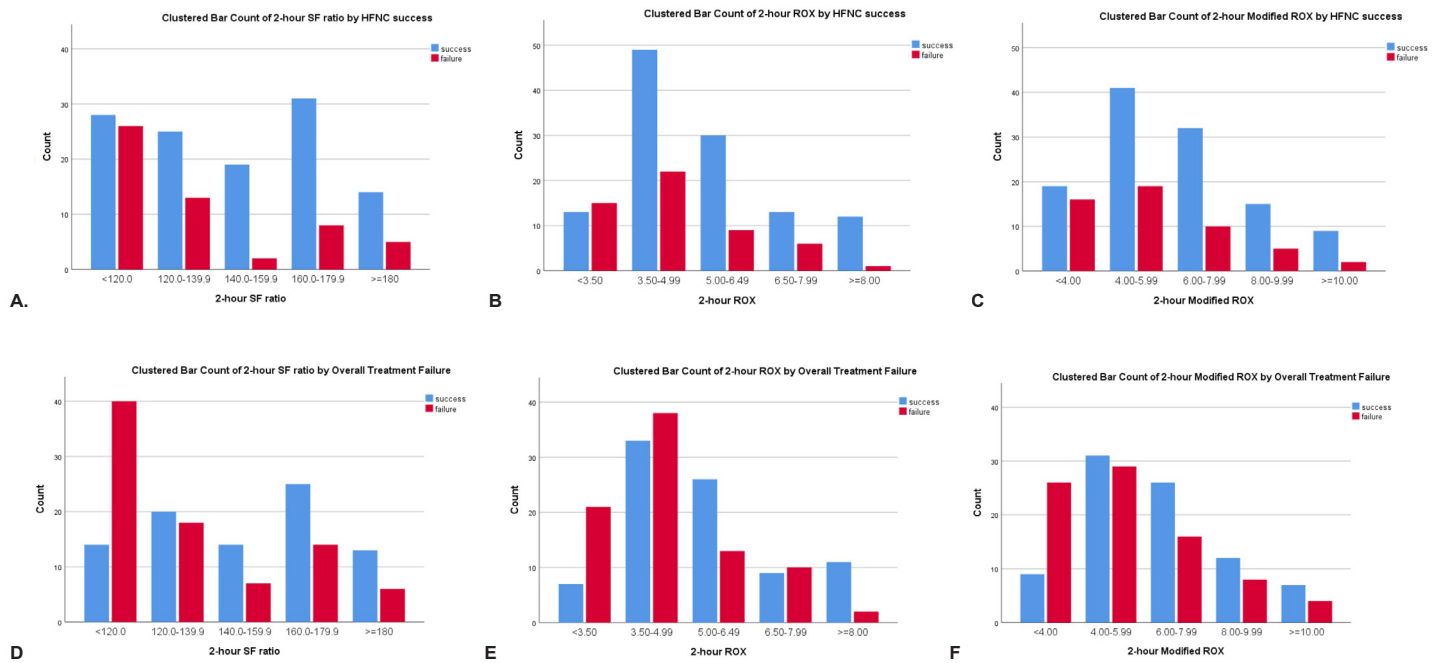 Clustered Bar Count of 2-hour SF ratio by HFNC success
success
failure
40
30
20
10
0
Count
<120.0 120.0-139.9 140.0-159.9 160.0-179.9 >=180
2-hour SF ratio
A.
Clustered Bar Count of 2-hour ROX by HFNC success
success
failure
50
40
30
20
10
0
Count
<3.50 3.50-4.99 5.00-6.49 6.50-7.99 >=8.00
2-hour ROX
B
Clustered Bar Count of 2-hour Modified ROX by HFNC success
success
failure
50
40
30
20
10
0
Count
<4.00 4.00-5.99 6.00-7.99 8.00-9.99 >=10.00
2-hour Modified ROX
C
Clustered Bar Count of 2-hour SF ratio by Overall Treatment Failure
success
failure
40
30
20
10
0
Count
<120.0 120.0-139.9 140.0-159.9 160.0-179.9 >=180
2-hour SF ratio
D
Clustered Bar Count of 2-hour ROX by Overall Treatment Failure
success
failure
40
30
20
10
0
Count
<3.50 3.50-4.99 5.00-6.49 6.50-7.99 >=8.00
2-hour ROX
E
Clustered Bar Count of 2-hour Modified ROX by Overall Treatment Failure
success
failure
40
30
20
10
0
Count
<4.00 4.00-5.99 6.00-7.99 8.00-9.99 >=10.00
2-hour Modified ROX
F